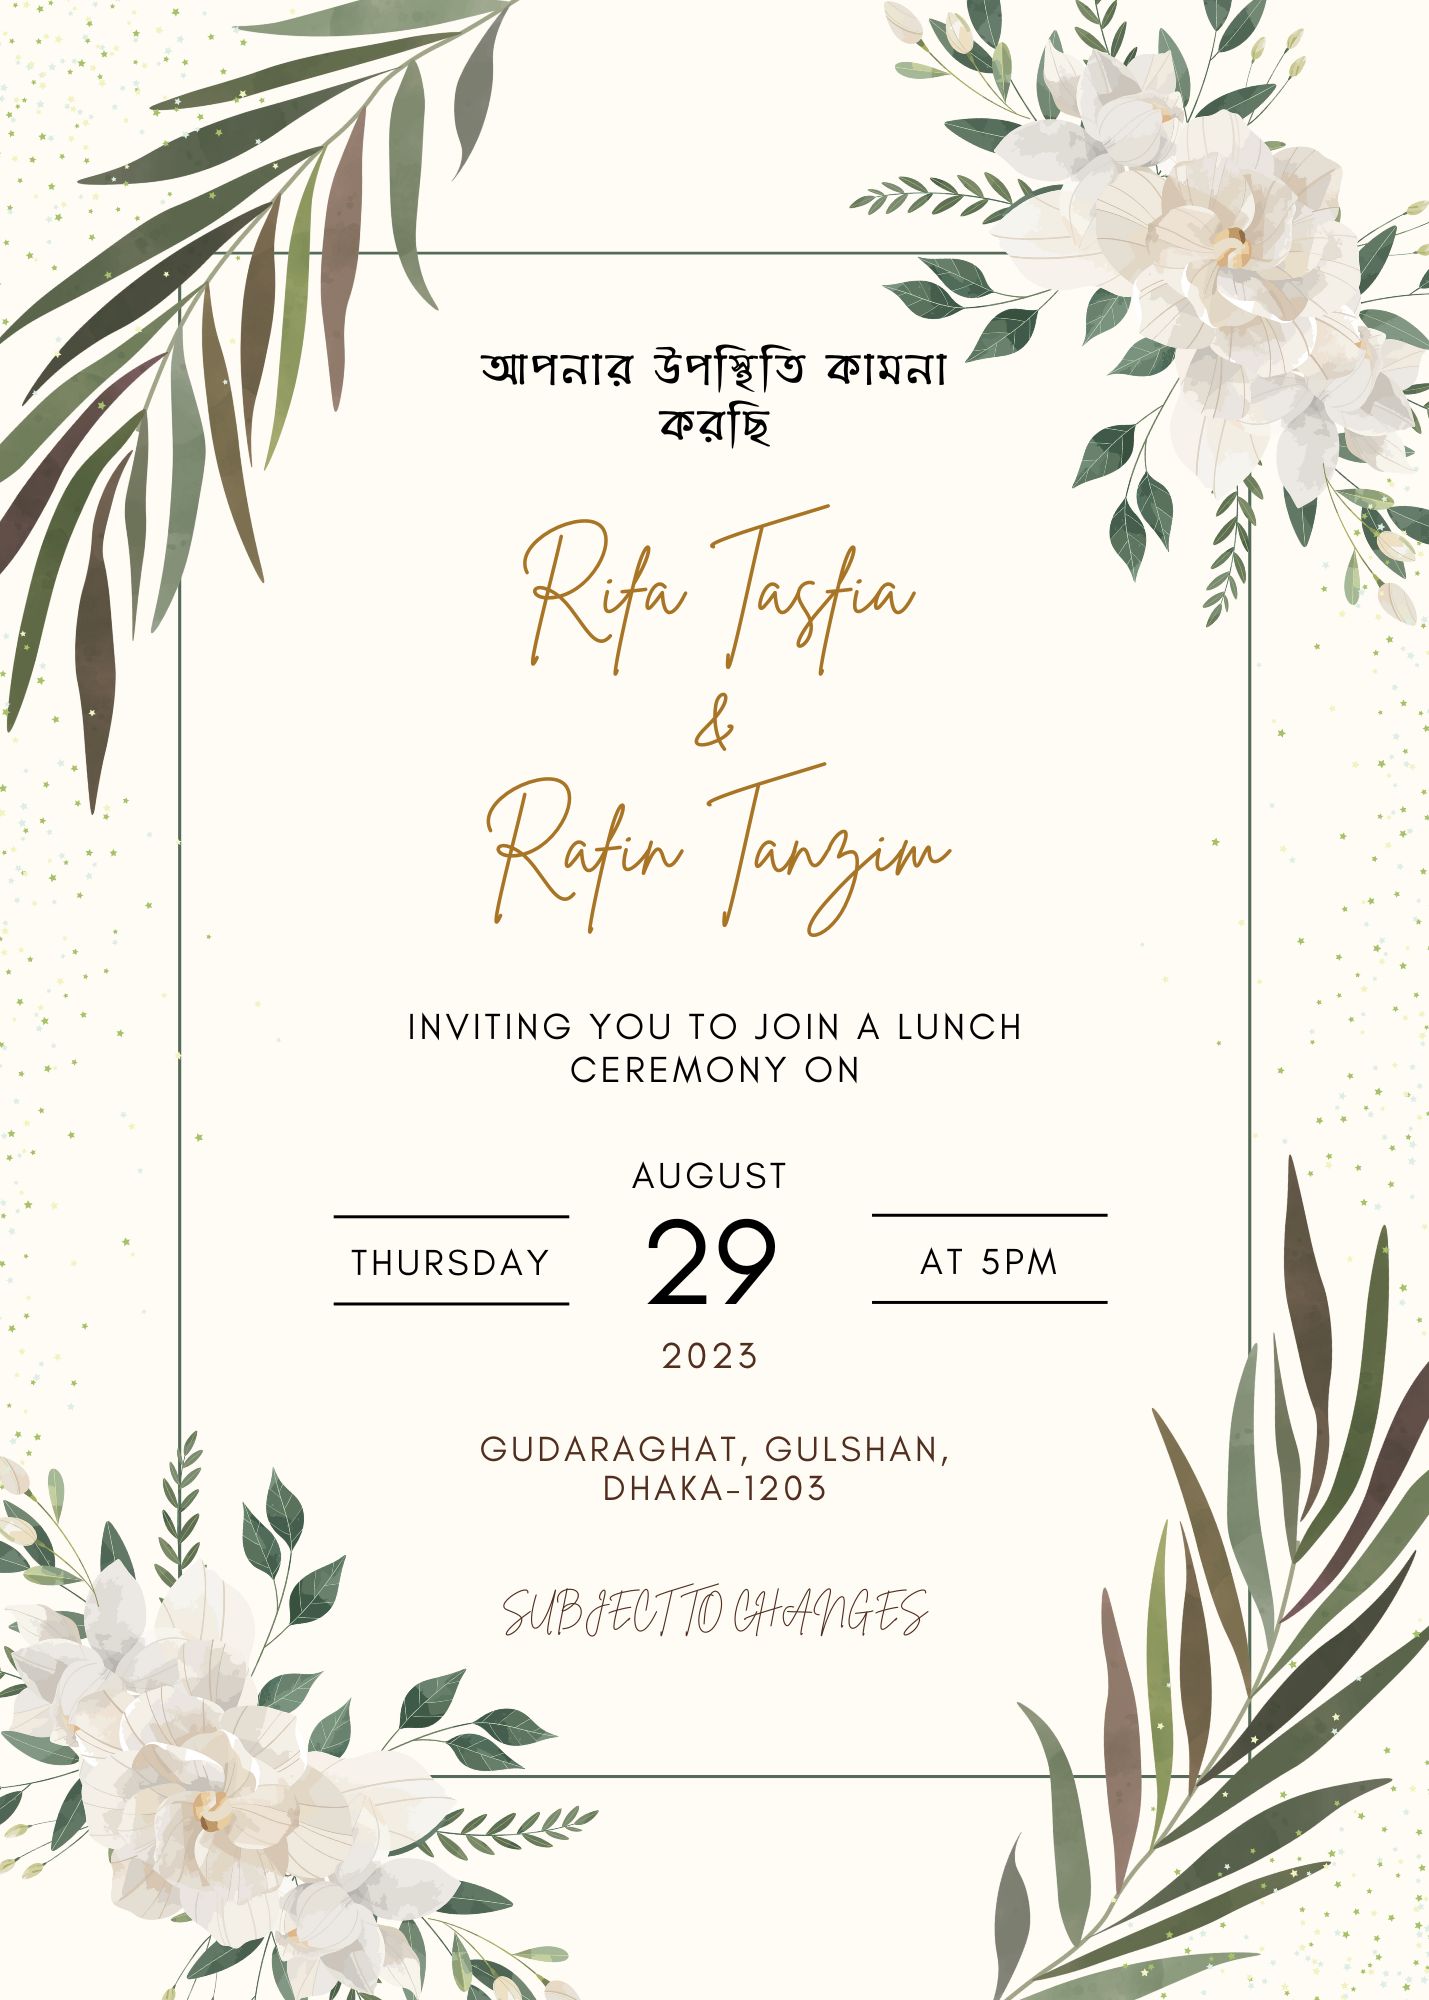 আপনার উপস্থিতি কামনা
করছি
Rifa Tasfia
&
Rafin Tanzim
INVITING YOU TO JOIN A LUNCH
CEREMONY ON
AUGUST
THURSDAY
29
AT 5PM
2023
GUDARAGHAT, GULSHAN,
DHAKA-1203
SUBJECT TO CHANGES